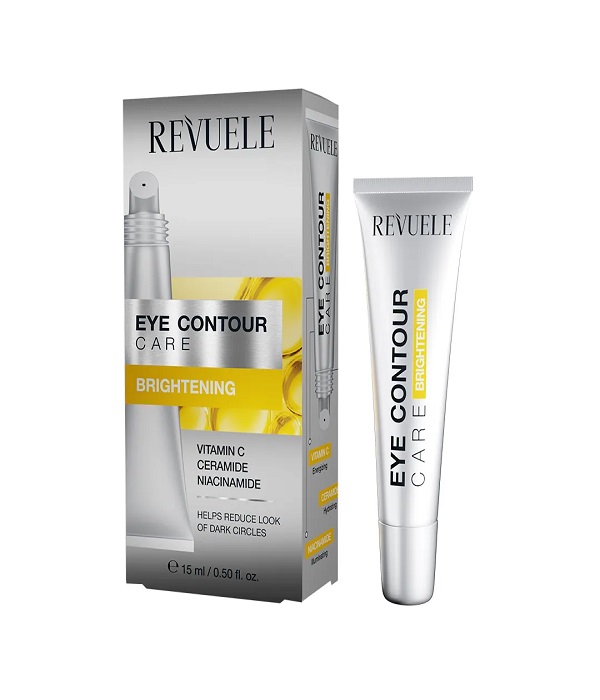 REVUELE
EYE CONTOUR
CARE
BRIGHTENING
VITAMIN C
CERAMIDE
NIACINAMIDE
HELPS REDUCE LOOK
OF DARK CIRCLES
℮ 15 ml / 0.50 fl. oz.
EYE CONTOUR
CARE BRIGHTENING
VITAMIN C
Energizing
CERAMIDE
Hydrating
NIACINAMIDE
Illuminating
REVUELE
EYE CONTOUR
CARE BRIGHTENING